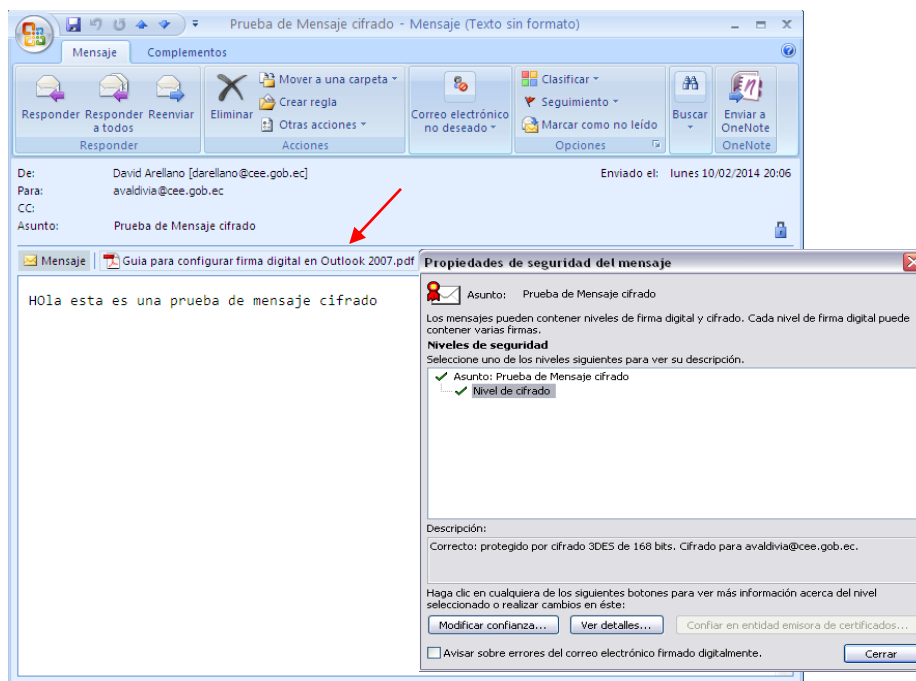 Prueba de Mensaje cifrado - Mensaje (Texto sin formato)
Mensaje Complementos
Responder Responder a todos Reenviar
Responder
Eliminar
Mover a una carpeta
Crear regla
Otras acciones
Acciones
Correo electrónico no deseado
Clasificar
Seguimiento
Marcar como no leído
Opciones
Buscar
Enviar a OneNote
OneNote
De: David Arellano [darellano@cee.gob.ec] Enviado el: lunes 10/02/2014 20:06
Para: avaldivia@cee.gob.ec
CC:
Asunto: Prueba de Mensaje cifrado
Mensaje Guia para configurar firma digital en Outlook 2007.pdf
HOla esta es una prueba de mensaje cifrado
Propiedades de seguridad del mensaje
Asunto: Prueba de Mensaje cifrado
Los mensajes pueden contener niveles de firma digital y cifrado. Cada nivel de firma digital puede
contener varias firmas.
Niveles de seguridad
Seleccione uno de los niveles siguientes para ver su descripción.
Asunto: Prueba de Mensaje cifrado
Nivel de cifrado
Descripción:
Correcto: protegido por cifrado 3DES de 168 bits. Cifrado para avaldivia@cee.gob.ec.
Haga clic en cualquiera de los siguientes botones para ver más información acerca del nivel
seleccionado o realizar cambios en éste:
Modificar confianza... Ver detalles... Confiar en entidad emisora de certificados...
Avisar sobre errores del correo electrónico firmado digitalmente. Cerrar